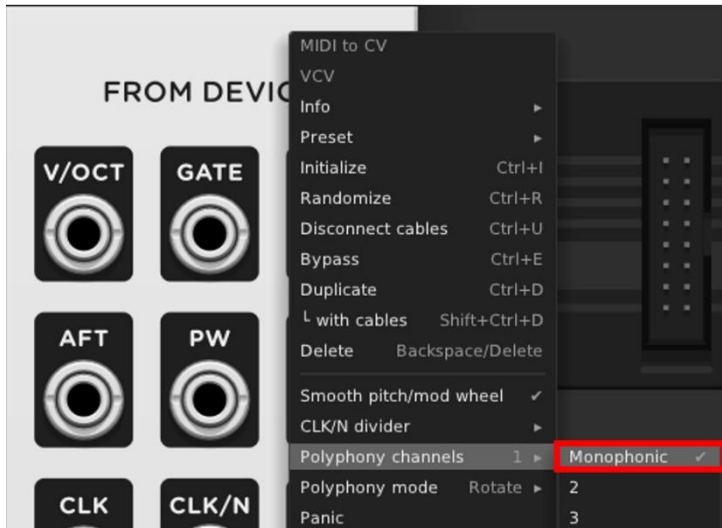 FROM DEVIC
V/OCT GATE
AFT PW
CLK CLK/N
MIDI to CV
VCV
Info ▸
Preset ▸
Initialize Ctrl+I
Randomize Ctrl+R
Disconnect cables Ctrl+U
Bypass Ctrl+E
Duplicate Ctrl+D
└ with cables Shift+Ctrl+D
Delete Backspace/Delete
Smooth pitch/mod wheel ✔
CLK/N divider ▸
Polyphony channels 1 ▸
Polyphony mode Rotate ▸
Panic
Monophonic ✔
2
3